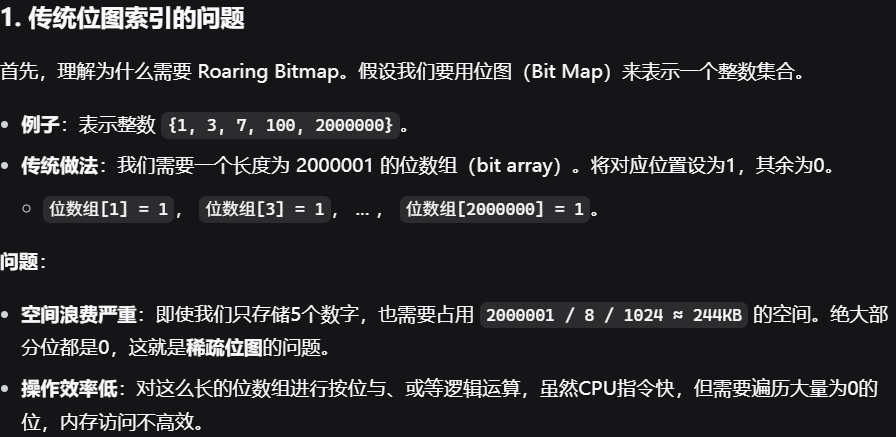 1. 传统位图索引的问题
首先，理解为什么需要 Roaring Bitmap。假设我们要用位图（Bit Map）来表示一个整数集合。
• 例子：表示整数 {1, 3, 7, 100, 2000000}。
• 传统做法：我们需要一个长度为 2000001 的位数组（bit array）。将对应位置设为1，其余为0。
○ 位数组[1] = 1， 位数组[3] = 1， ... ， 位数组[2000000] = 1。
问题：
• 空间浪费严重：即使我们只存储5个数字，也需要占用 2000001 / 8 / 1024 ≈ 244KB 的空间。绝大部
分位都是0，这就是稀疏位图的问题。
• 操作效率低：对这么长的位数组进行按位与、或等逻辑运算，虽然CPU指令快，但需要遍历大量为0的
位，内存访问不高效。